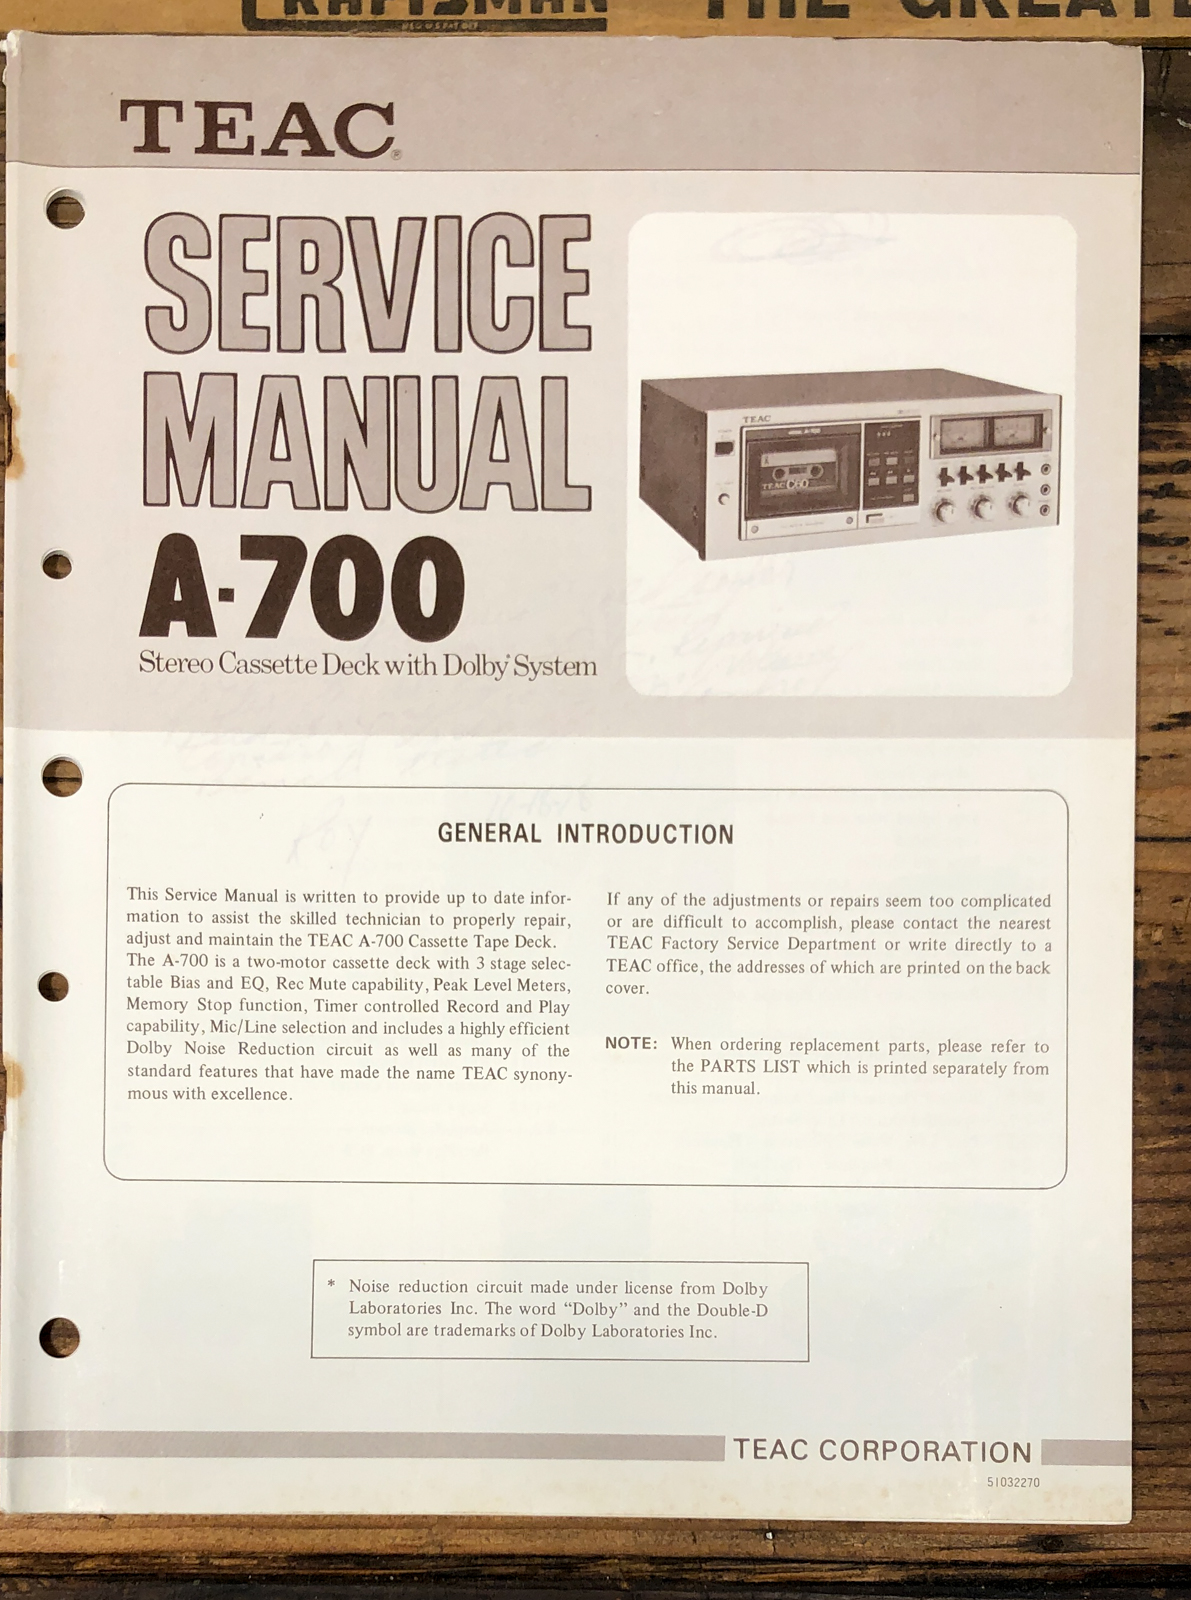 CRAFTSMAN THE GREATE
TEAC®
SERVICE
MANUAL
A-700
Stereo Cassette Deck with Dolby* System
TEAC
TEAC C60
GENERAL INTRODUCTION
This Service Manual is written to provide up to date infor-
mation to assist the skilled technician to properly repair,
adjust and maintain the TEAC A-700 Cassette Tape Deck.
The A-700 is a two-motor cassette deck with 3 stage selec-
table Bias and EQ, Rec Mute capability, Peak Level Meters,
Memory Stop function, Timer controlled Record and Play
capability, Mic/Line selection and includes a highly efficient
Dolby Noise Reduction circuit as well as many of the
standard features that have made the name TEAC synony-
mous with excellence.
If any of the adjustments or repairs seem too complicated
or are difficult to accomplish, please contact the nearest
TEAC Factory Service Department or write directly to a
TEAC office, the addresses of which are printed on the back
cover.
NOTE: When ordering replacement parts, please refer to
the PARTS LIST which is printed separately from
this manual.
* Noise reduction circuit made under license from Dolby
Laboratories Inc. The word “Dolby” and the Double-D
symbol are trademarks of Dolby Laboratories Inc.
TEAC CORPORATION
51032270